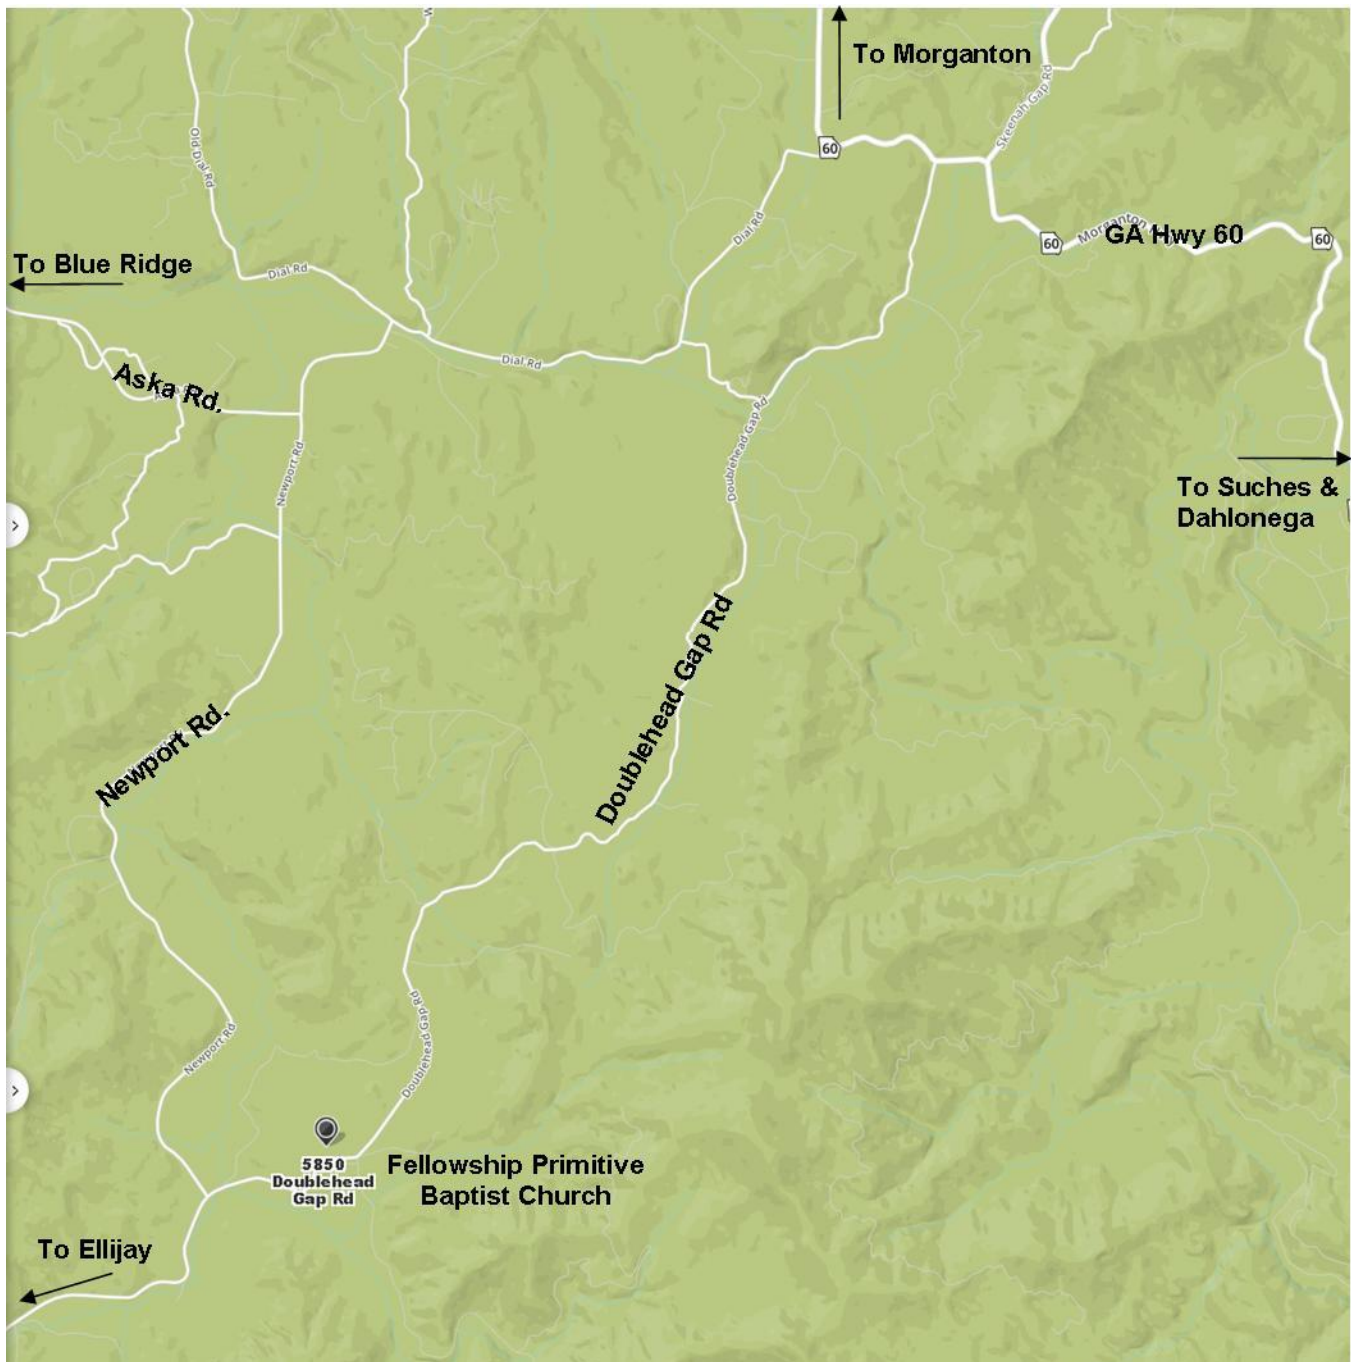 W
To Morganton
Skeenah Gap Rd
Old Dial Rd
60
Dial Rd
60
Morganton
GA Hwy 60
60
To Blue Ridge
Dial Rd
Dial Rd
Aska Rd.
Doublehead Gap Rd
Newport Rd
To Suches &
Dahlonega
Doublehead Gap Rd
Newport Rd.
Doublehead Gap Rd
Newport Rd
5850
Doublehead
Gap Rd
Fellowship Primitive
Baptist Church
To Ellijay